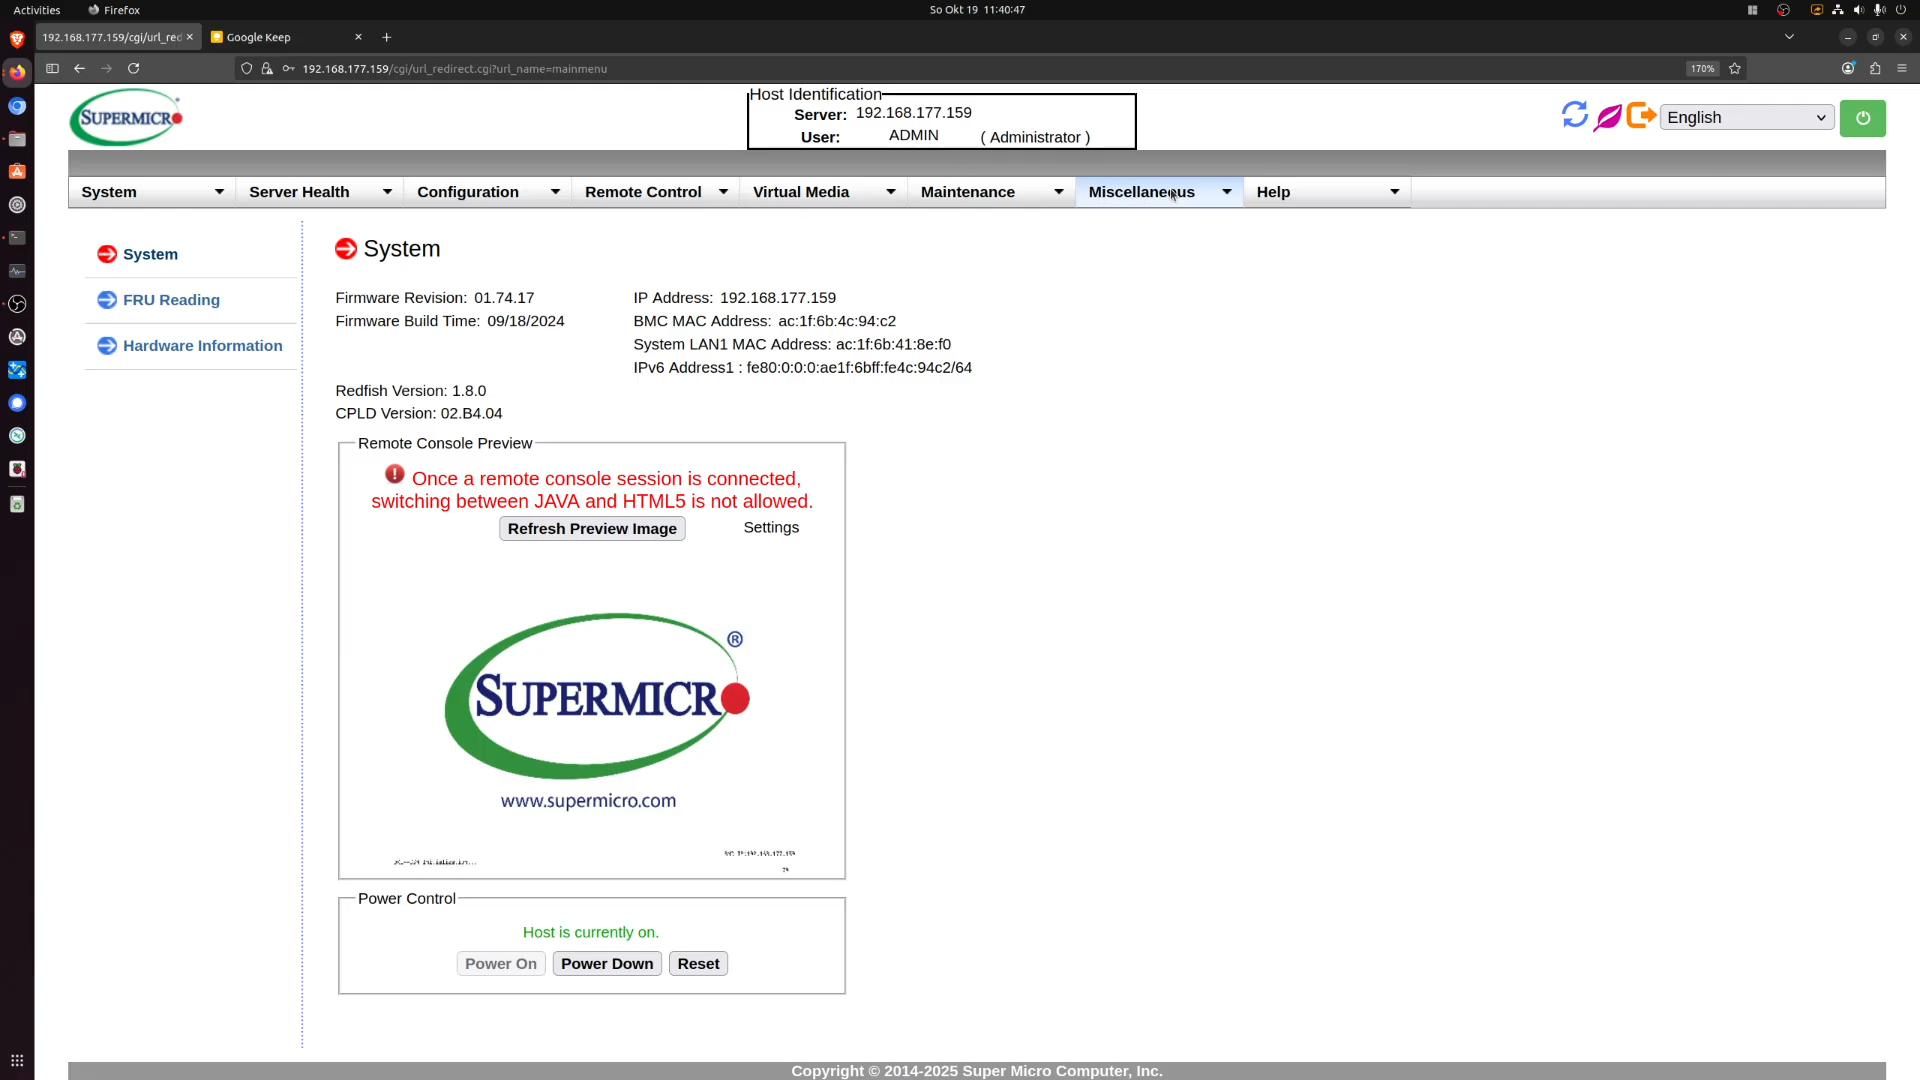 Activities
Firefox
So Okt 19 11:40:47
192.168.177.159/cgi/url_red
Google Keep
192.168.177.159/cgi/url_redirect.cgi?url_name=mainmenu
170%
SUPERMICRO
Host Identification
Server: 192.168.177.159
User: ADMIN ( Administrator )
English
System
Server Health
Configuration
Remote Control
Virtual Media
Maintenance
Miscellaneous
Help
System
FRU Reading
Hardware Information
System
Firmware Revision: 01.74.17
Firmware Build Time: 09/18/2024
IP Address: 192.168.177.159
BMC MAC Address: ac:1f:6b:4c:94:c2
System LAN1 MAC Address: ac:1f:6b:41:8e:f0
IPv6 Address1 : fe80:0:0:0:ae1f:6bff:fe4c:94c2/64
Redfish Version: 1.8.0
CPLD Version: 02.B4.04
Remote Console Preview
Once a remote console session is connected,
switching between JAVA and HTML5 is not allowed.
Refresh Preview Image
Settings
SUPERMICRO®
www.supermicro.com
Power Control
Host is currently on.
Power On
Power Down
Reset
Copyright © 2014-2025 Super Micro Computer, Inc.